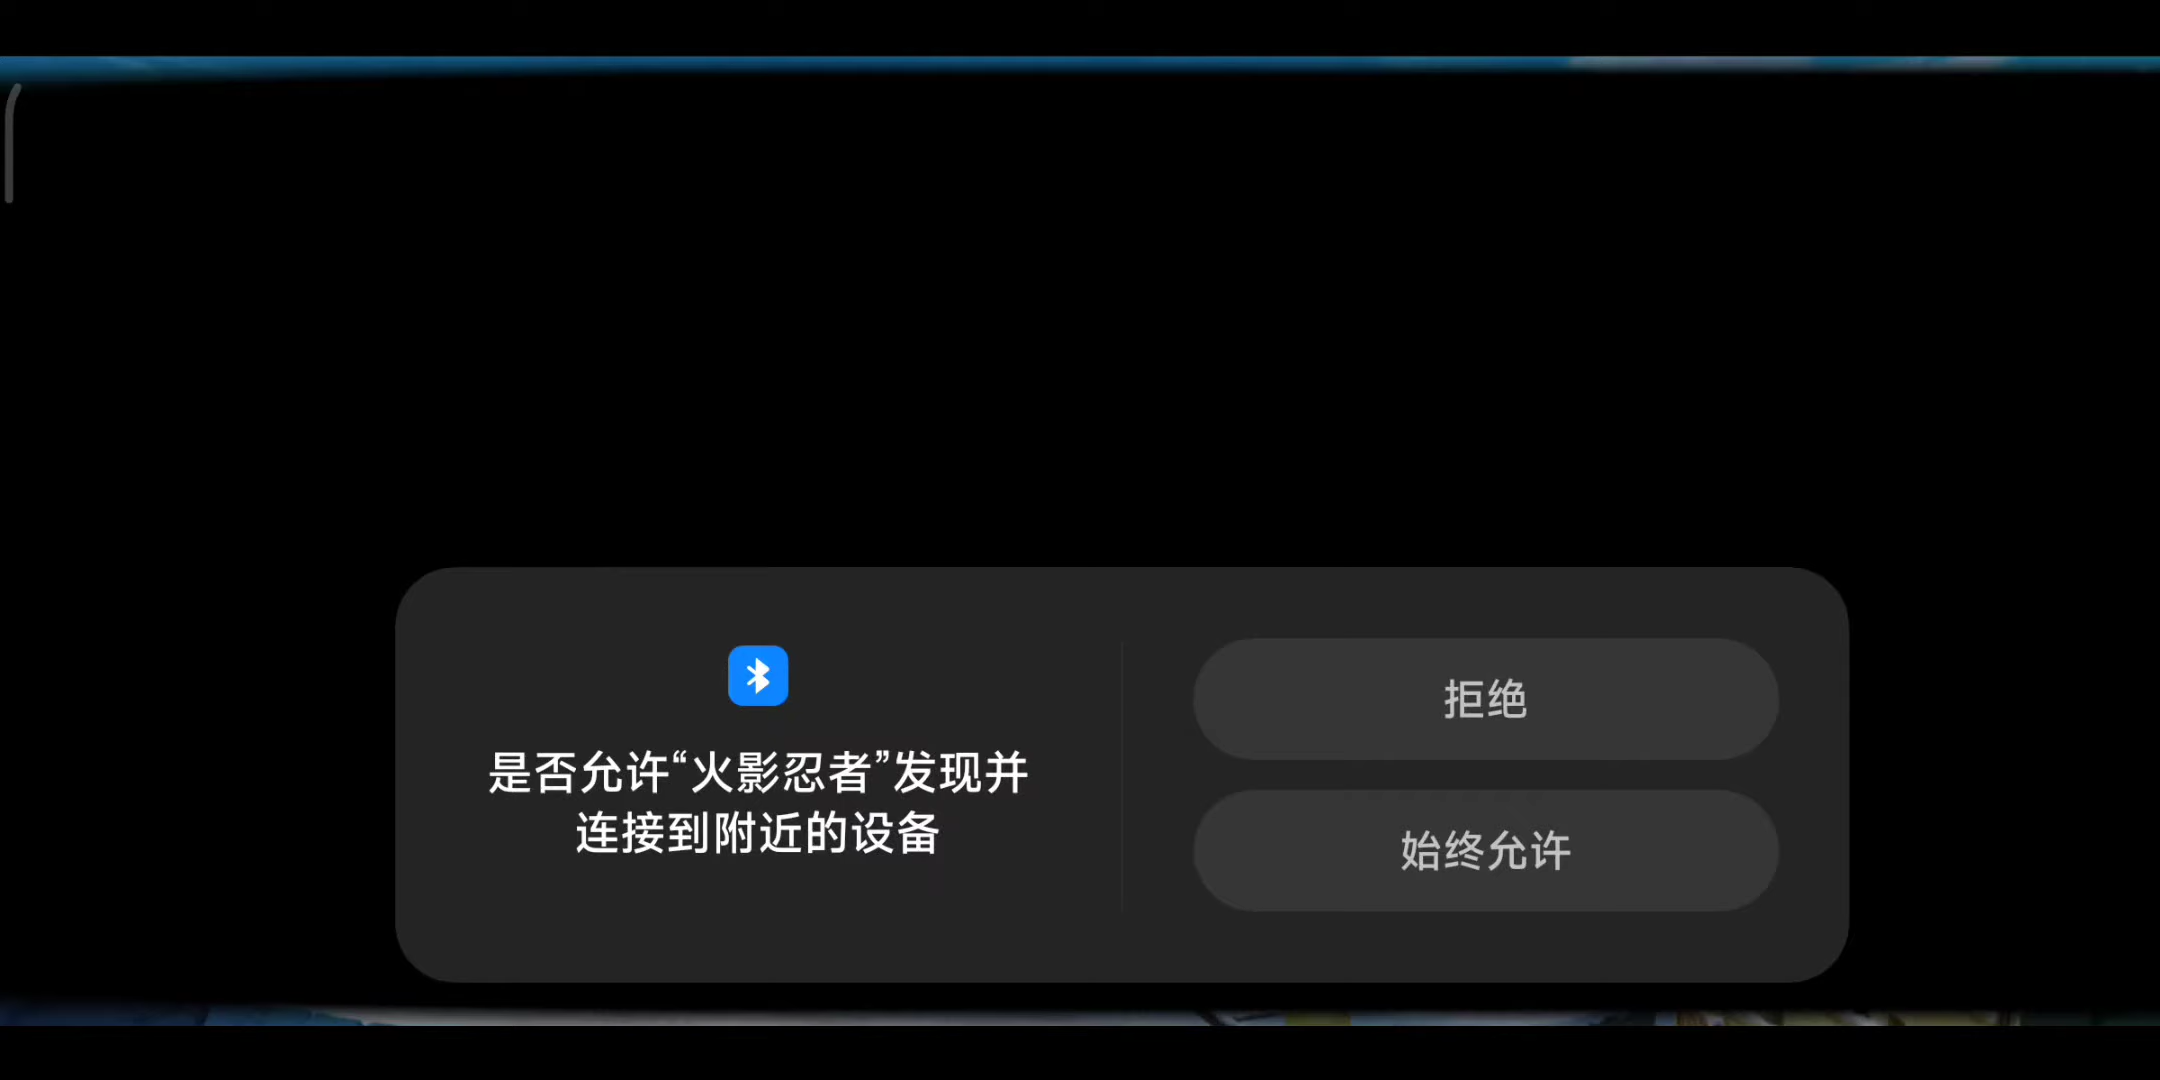 是否允许“火影忍者”发现并
连接到附近的设备
拒绝
始终允许